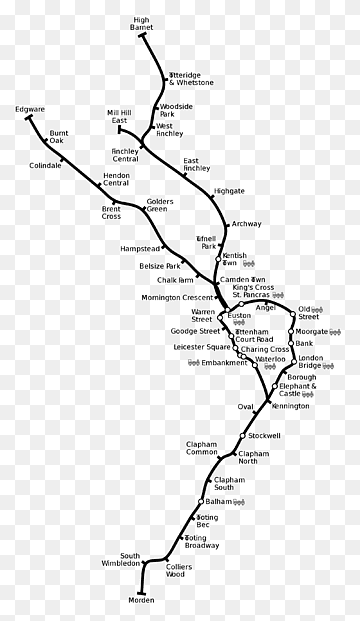 High
Barnet
Totteridge
& Whetstone
Edgware
Mill Hill
East
Woodside
Park
West
Finchley
Burnt
Oak
Finchley
Central
Colindale
East
Finchley
Hendon
Central
Highgate
Brent
Cross
Golders
Green
Archway
Hampstead
Tufnell
Park
Kentish
Town
Belsize Park
Chalk Farm
Camden Town
King's Cross
St. Pancras
Mornington Crescent
Angel
Warren
Street
Euston
Old
Street
Goodge Street
Tottenham
Court Road
Moorgate
Leicester Square
Charing Cross
Bank
Embankment
Waterloo
London
Bridge
Borough
Elephant &
Castle
Oval
Kennington
Stockwell
Clapham
Common
Clapham
North
Clapham
South
Balham
Tooting
Bec
Tooting
Broadway
South
Wimbledon
Colliers
Wood
Morden